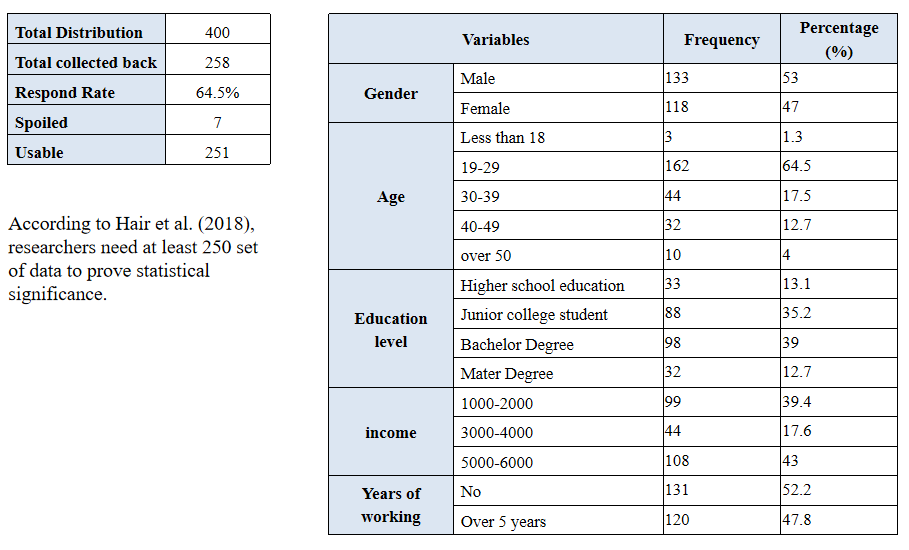 Total Distribution 400
Total collected back 258
Respond Rate 64.5%
Spoiled 7
Usable 251
According to Hair et al. (2018),
researchers need at least 250 set
of data to prove statistical
significance.
Variables Frequency Percentage (%)
Gender Male 133 53
Female 118 47
Age Less than 18 3 1.3
19-29 162 64.5
30-39 44 17.5
40-49 32 12.7
over 50 10 4
Education level Higher school education 33 13.1
Junior college student 88 35.2
Bachelor Degree 98 39
Mater Degree 32 12.7
income 1000-2000 99 39.4
3000-4000 44 17.6
5000-6000 108 43
Years of working No 131 52.2
Over 5 years 120 47.8